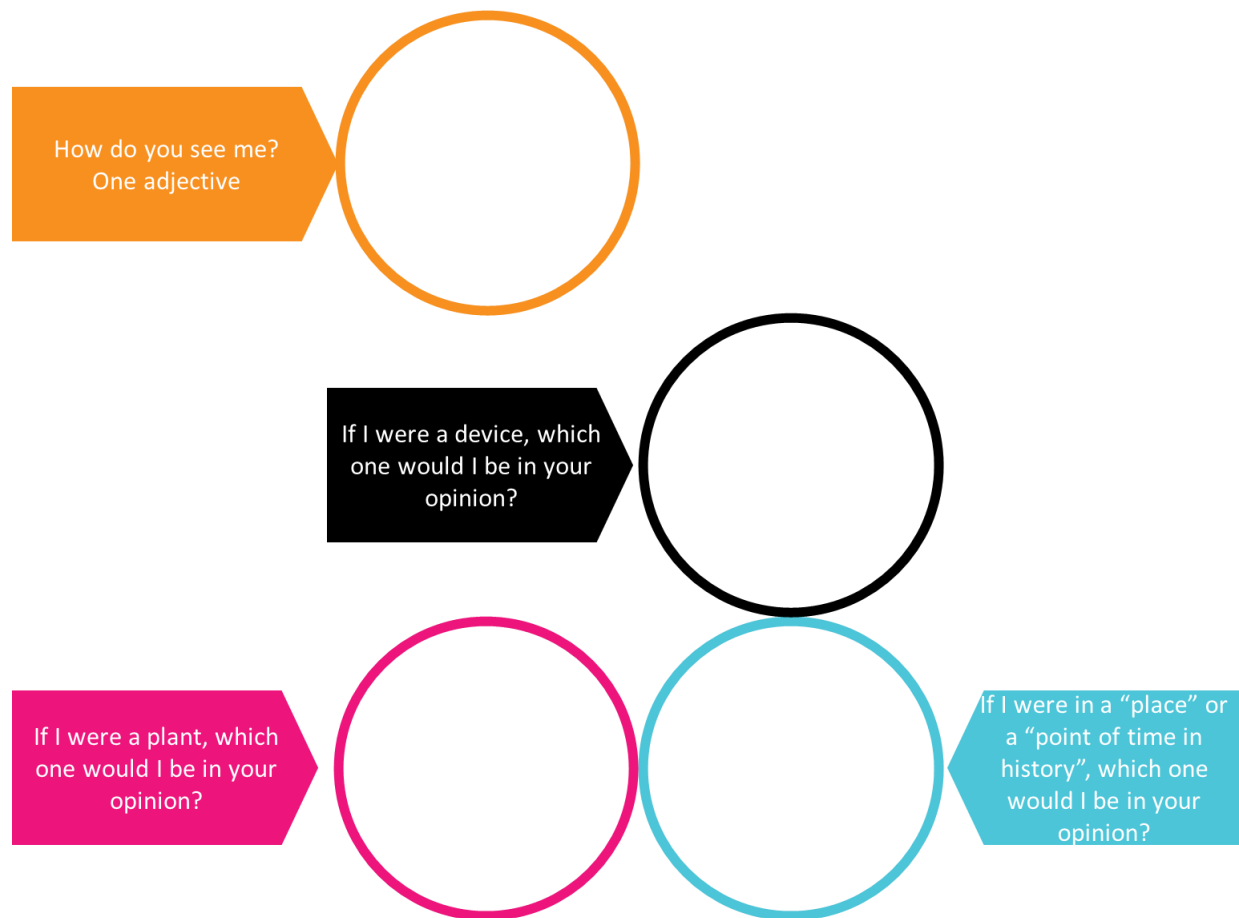 How do you see me?
One adjective
If I were a device, which
one would I be in your
opinion?
If I were a plant, which
one would I be in your
opinion?
If I were in a “place” or
a “point of time in
history”, which one
would I be in your
opinion?